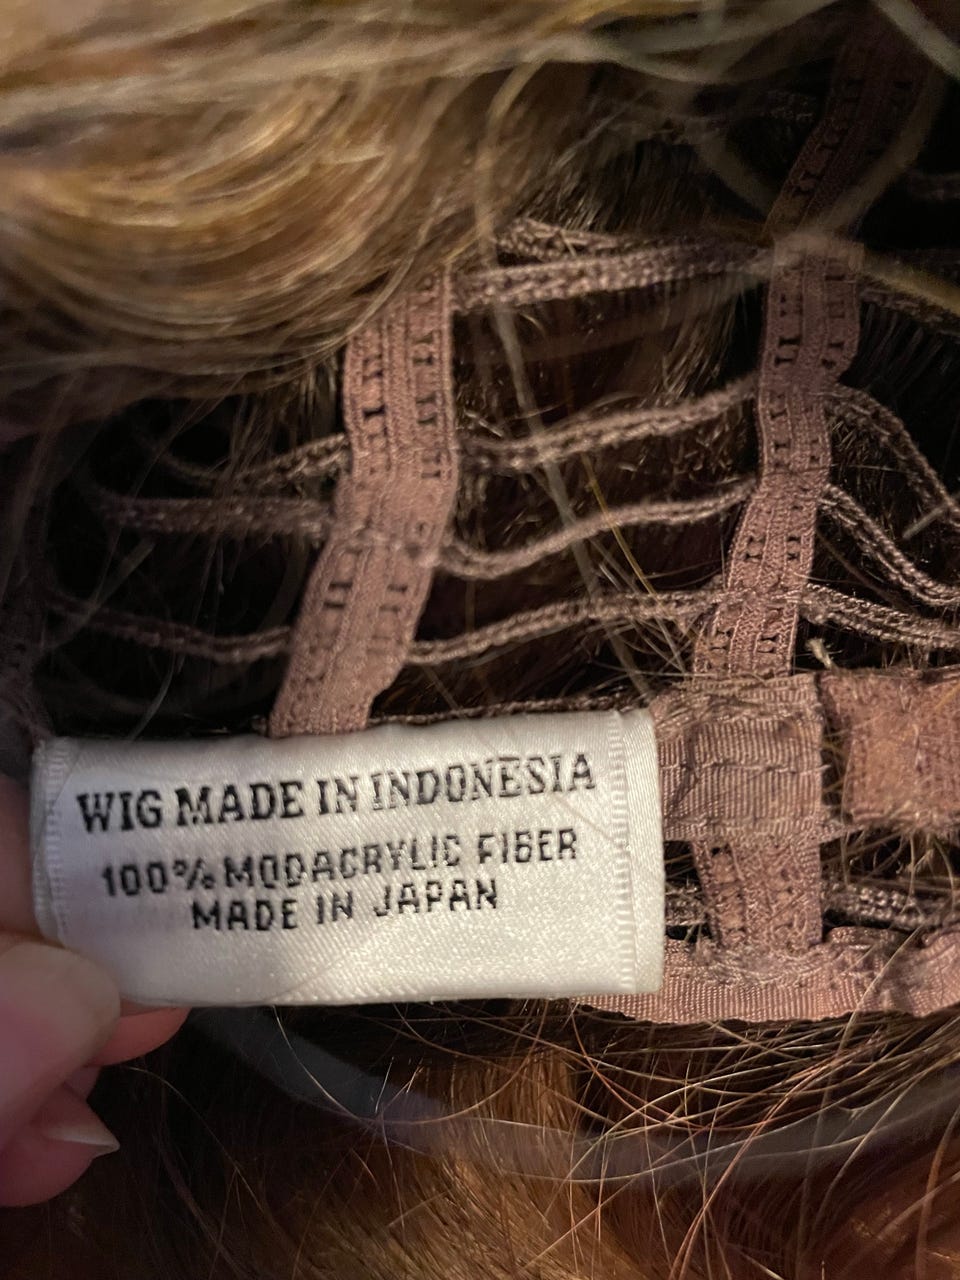 WIG MADE IN INDONESIA
100% MODACRYLIC FIBER
MADE IN JAPAN